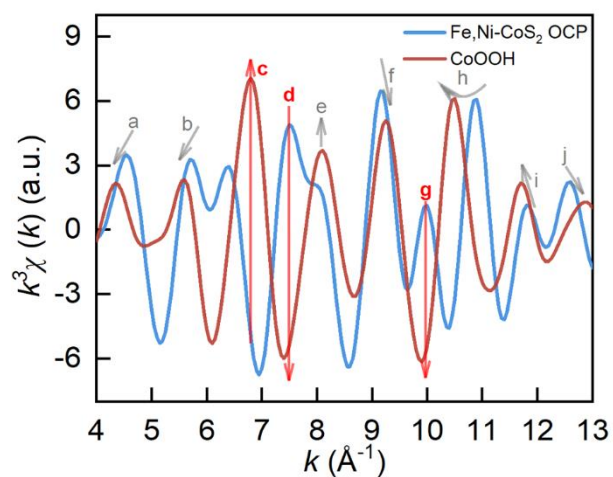 9
6
3
0
-3
-6
k³χ (k) (a.u.)
Fe,Ni-CoS₂ OCP
CoOOH
a
b
c
d
e
f
g
h
i
j
4 5 6 7 8 9 10 11 12 13
k (Å⁻¹)